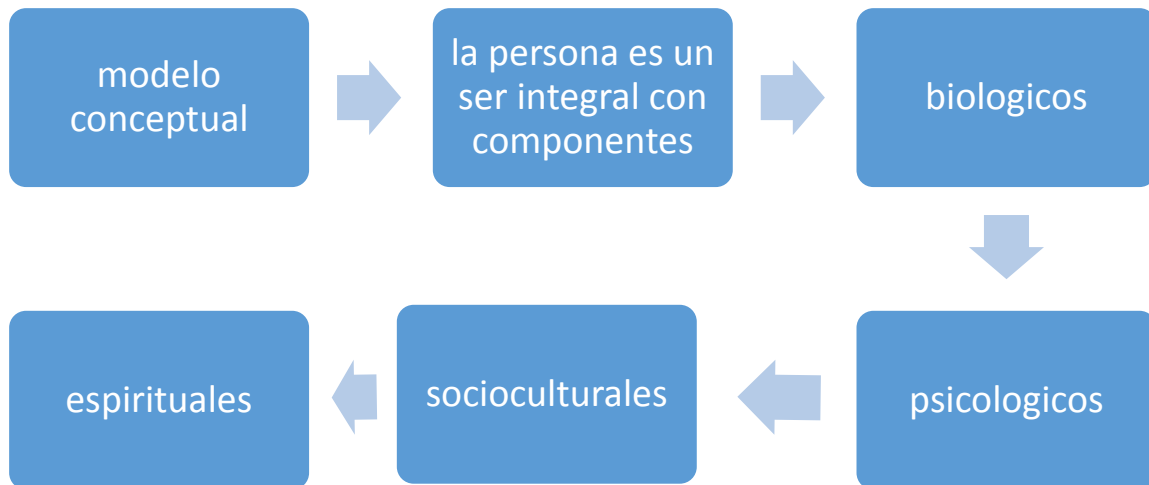 modelo
conceptual
la persona es un
ser integral con
componentes
biologicos
psicologicos
socioculturales
espirituales